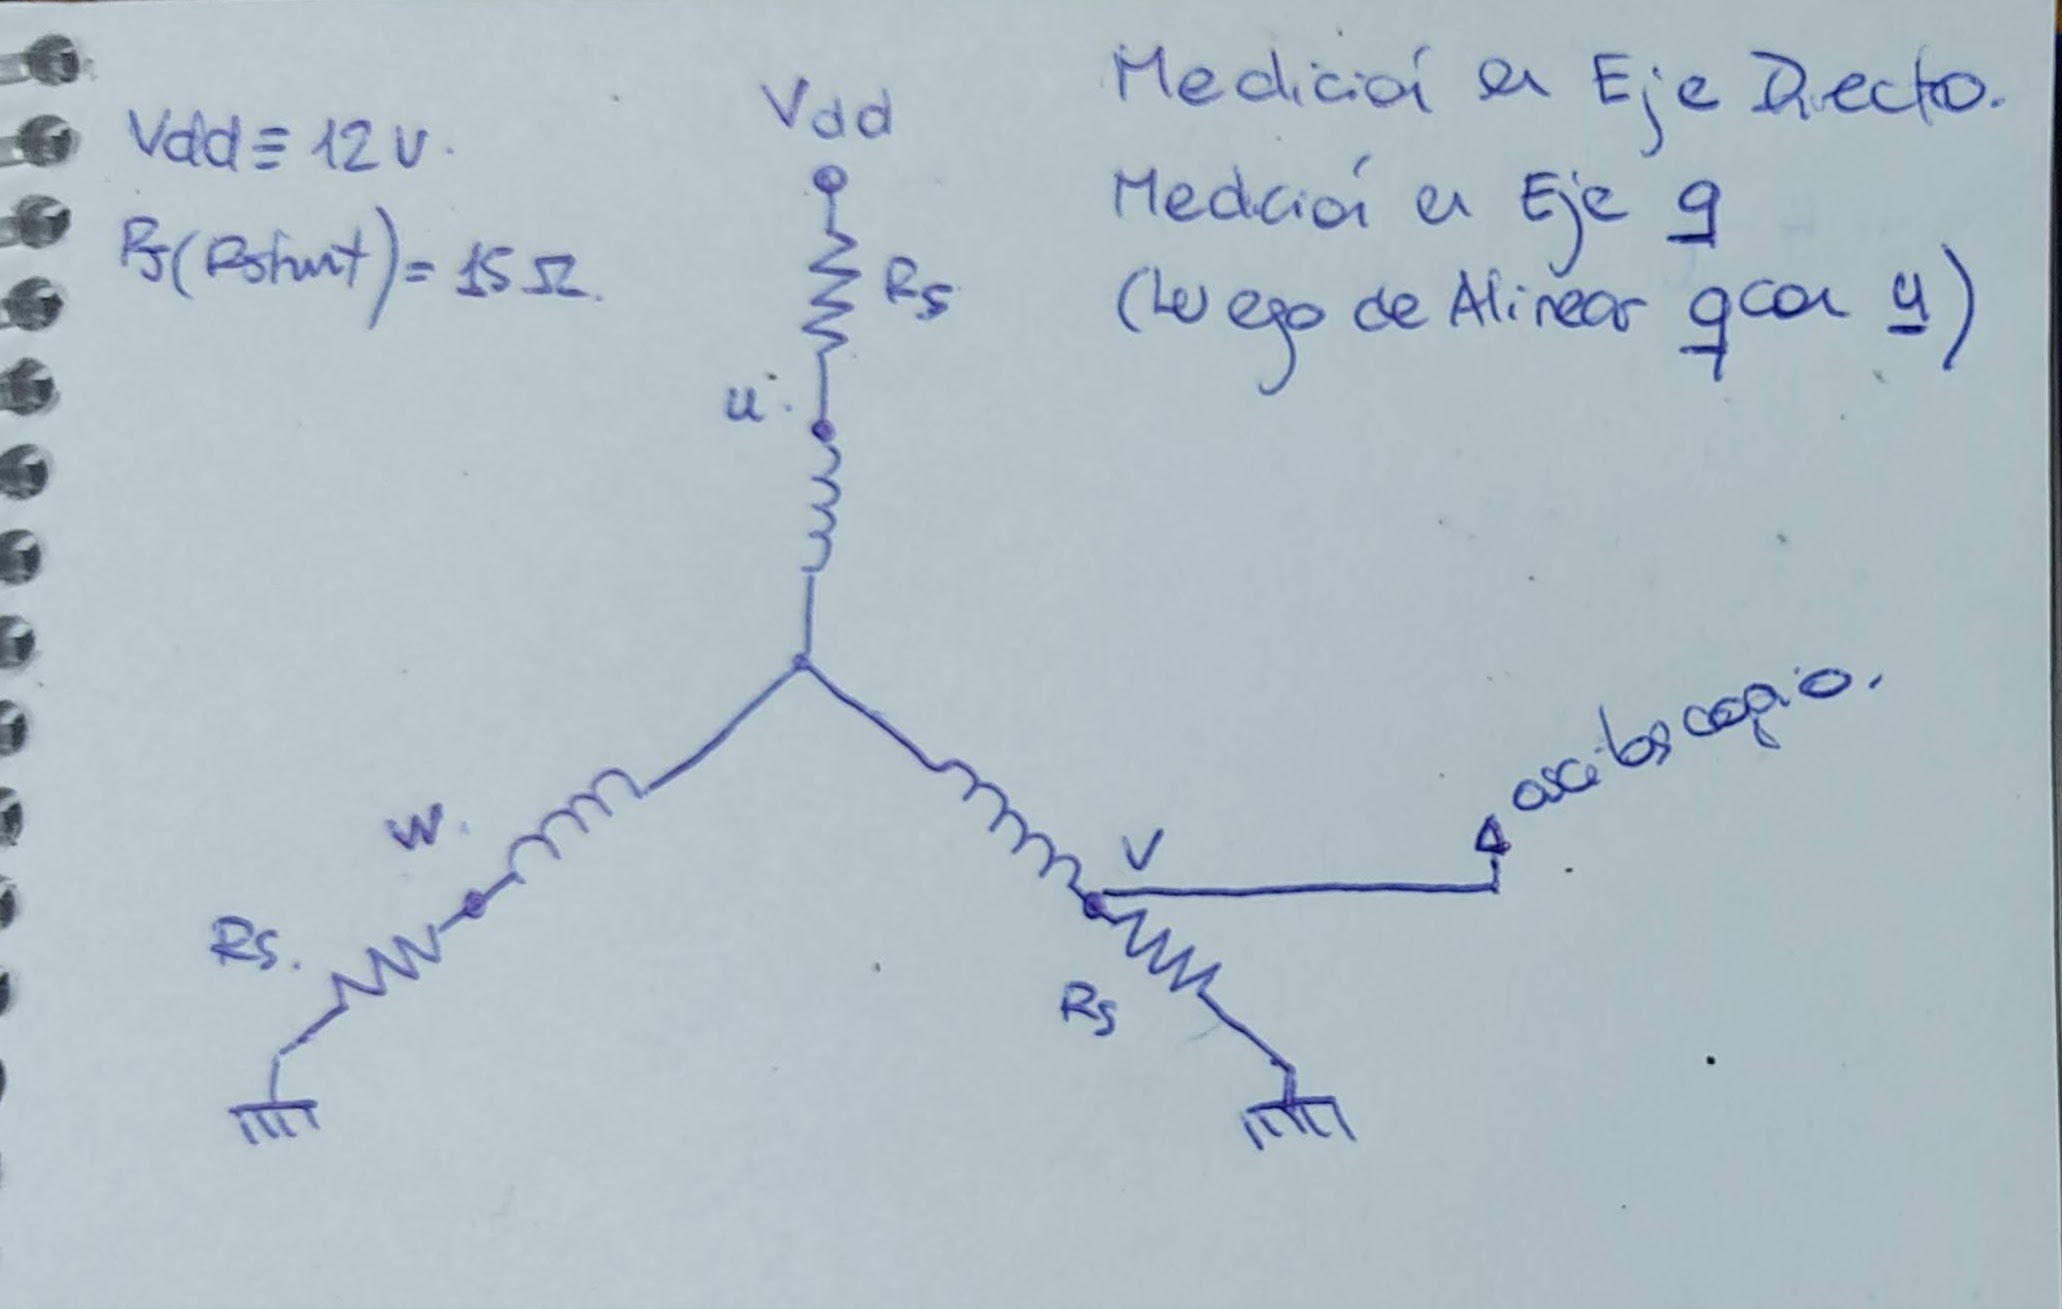 Vdd ≡ 12 V.
Rs (Rshunt) = 15 Ω.
Medición en Eje Directo.
Medición en Eje q
(Luego de Alinear q con u)
Vdd
Rs
u
osciloscopio.
W.
V
Rs.
Rs